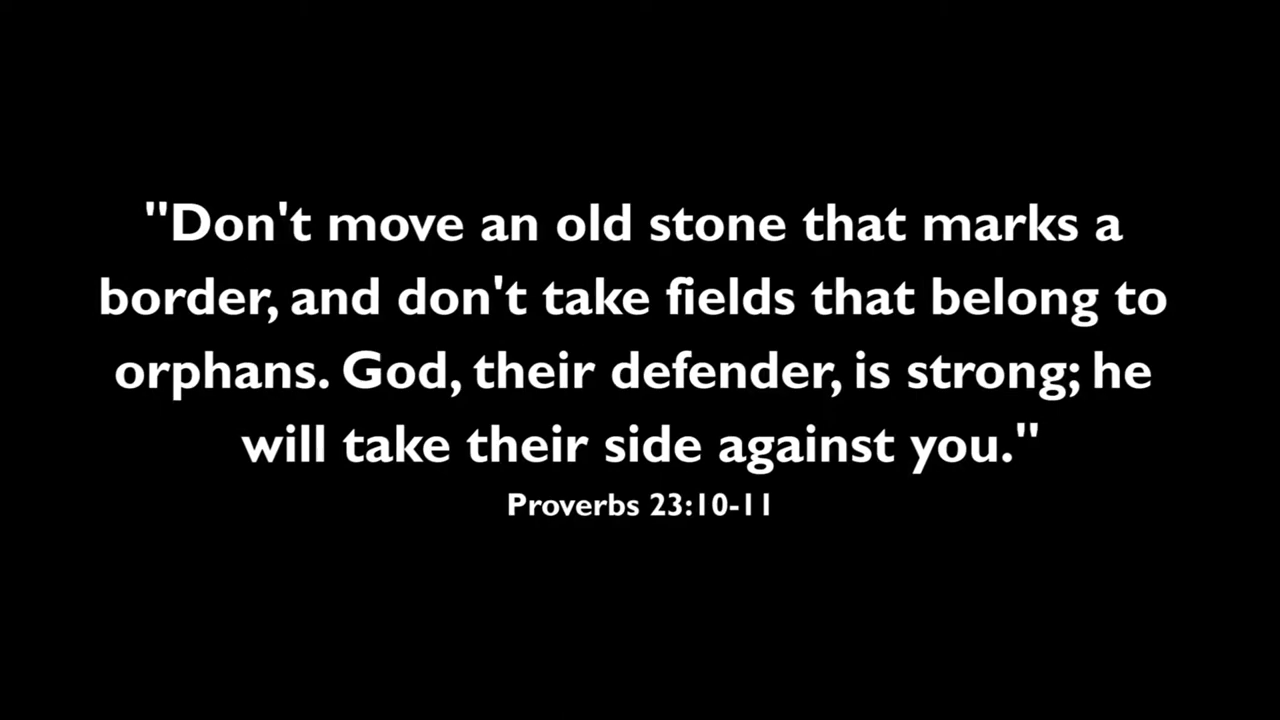 "Don't move an old stone that marks a
border, and don't take fields that belong to
orphans. God, their defender, is strong; he
will take their side against you."
Proverbs 23:10-11